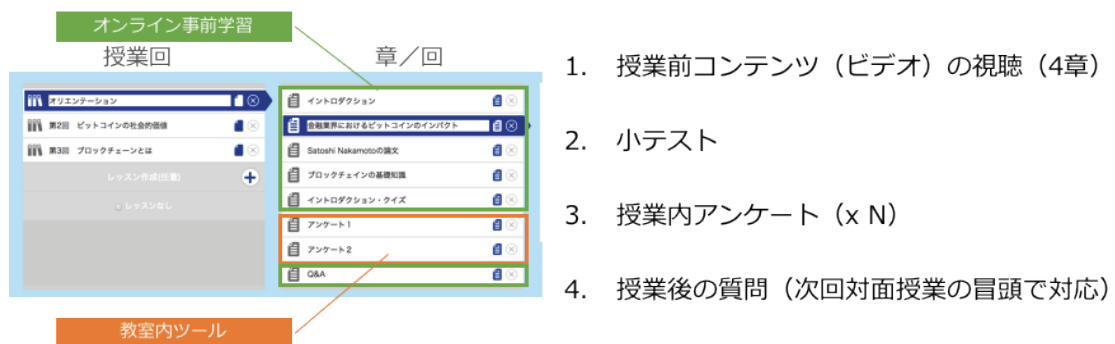 オンライン事前学習
授業回
章／回
オリエンテーション
第2回 ビットコインの社会的価値
第3回 ブロックチェーンとは
レッスン作成(任意)
レッスンなし
イントロダクション
金融業界におけるビットコインのインパクト
Satoshi Nakamotoの論文
ブロックチェインの基礎知識
イントロダクション・クイズ
アンケート1
アンケート2
Q&A
教室内ツール
1. 授業前コンテンツ（ビデオ）の視聴（4章）
2. 小テスト
3. 授業内アンケート（x N）
4. 授業後の質問（次回対面授業の冒頭で対応）